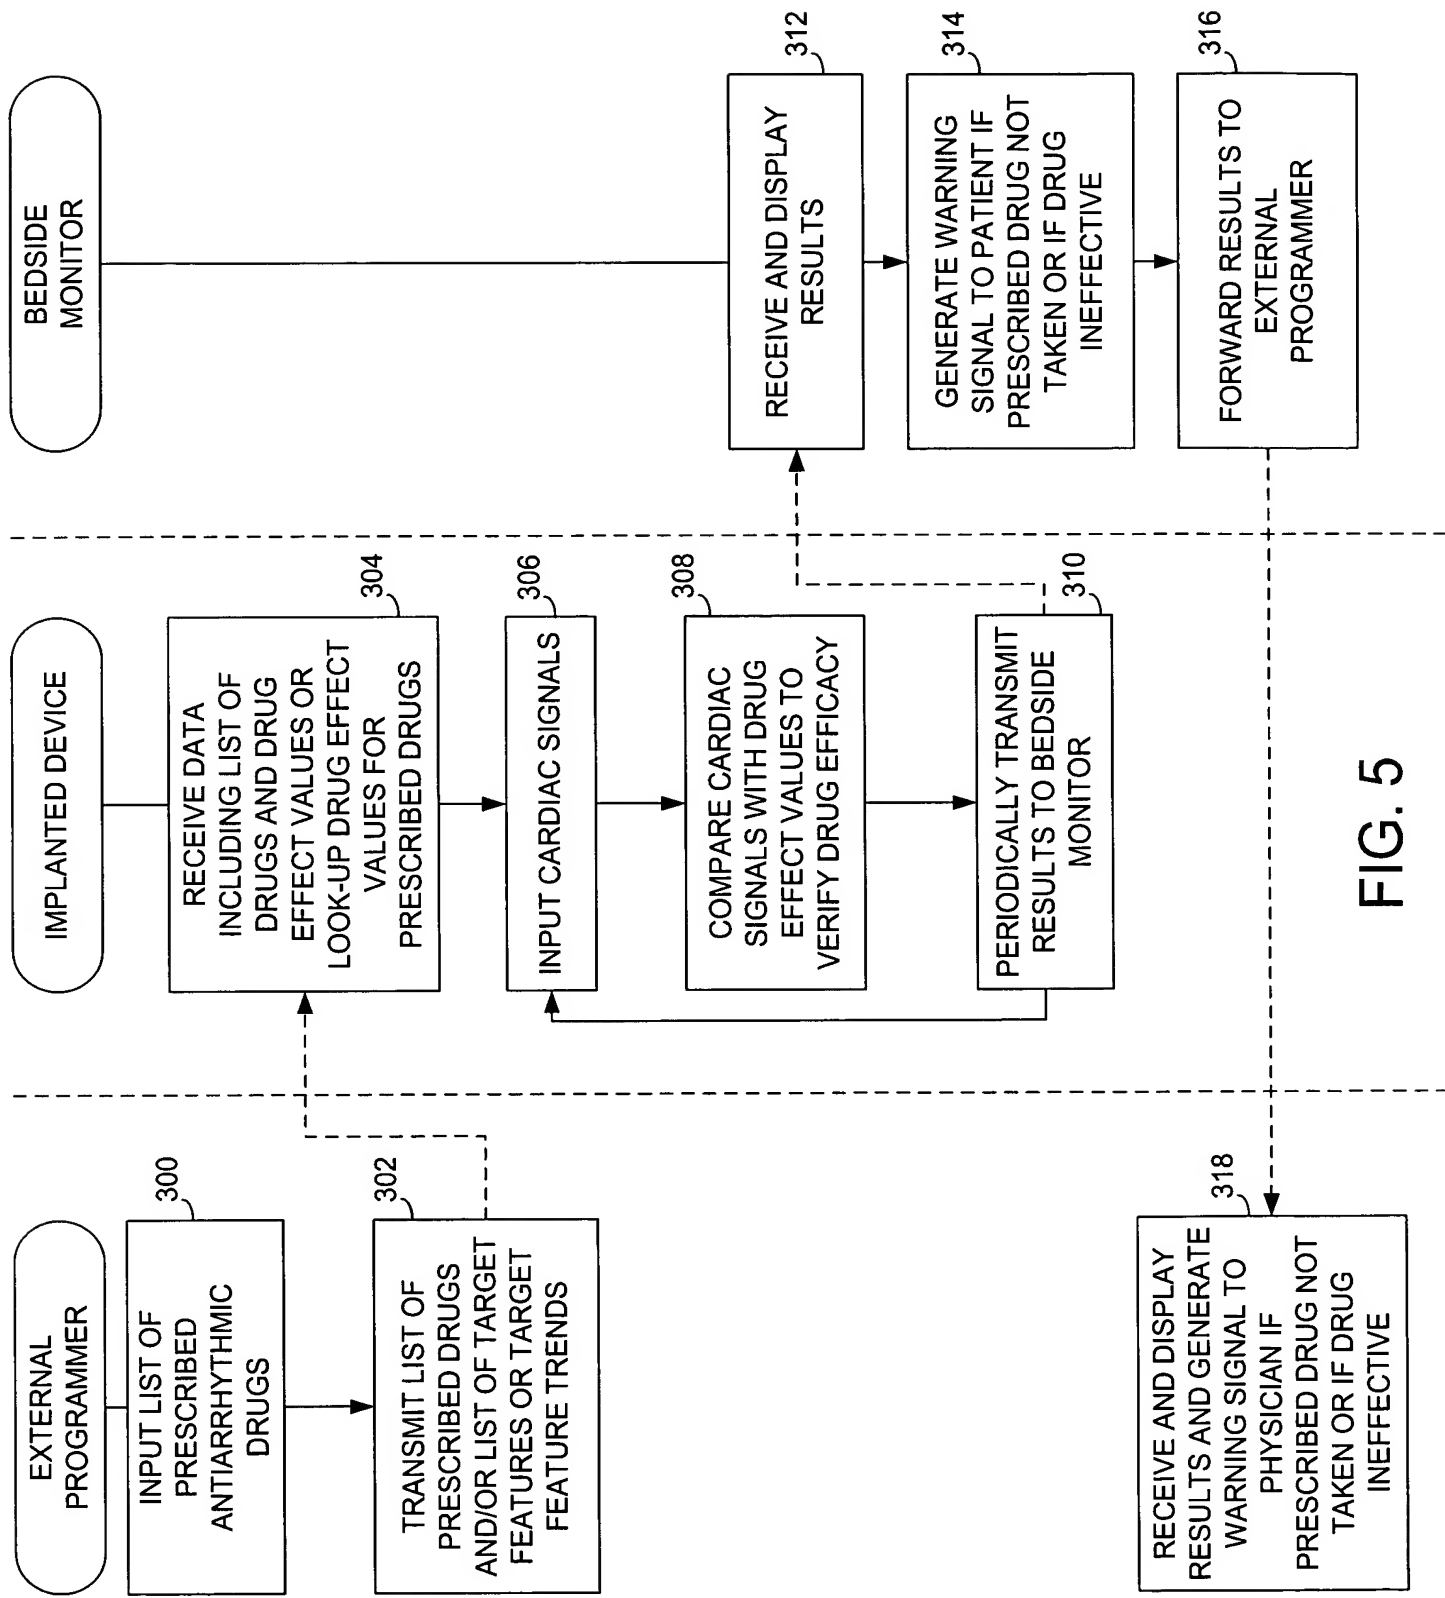 EXTERNAL
PROGRAMMER
INPUT LIST OF
PRESCRIBED
ANTIARRHYTHMIC
DRUGS
300
TRANSMIT LIST OF
PRESCRIBED DRUGS
AND/OR LIST OF TARGET
FEATURES OR TARGET
FEATURE TRENDS
302
RECEIVE AND DISPLAY
RESULTS AND GENERATE
WARNING SIGNAL TO
PHYSICIAN IF
PRESCRIBED DRUG NOT
TAKEN OR IF DRUG
INEFFECTIVE
318
IMPLANTED DEVICE
RECEIVE DATA
INCLUDING LIST OF
DRUGS AND DRUG
EFFECT VALUES OR
LOOK-UP DRUG EFFECT
VALUES FOR
PRESCRIBED DRUGS
304
INPUT CARDIAC SIGNALS
306
COMPARE CARDIAC
SIGNALS WITH DRUG
EFFECT VALUES TO
VERIFY DRUG EFFICACY
308
PERIODICALLY TRANSMIT
RESULTS TO BEDSIDE
MONITOR
310
BEDSIDE
MONITOR
RECEIVE AND DISPLAY
RESULTS
312
GENERATE WARNING
SIGNAL TO PATIENT IF
PRESCRIBED DRUG NOT
TAKEN OR IF DRUG
INEFFECTIVE
314
FORWARD RESULTS TO
EXTERNAL
PROGRAMMER
316
FIG. 5